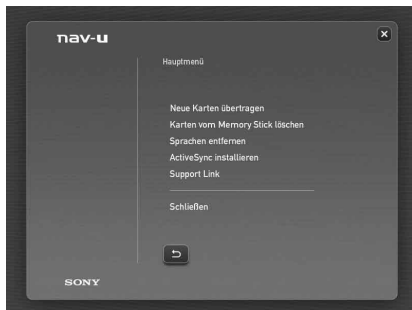 nav-u
Hauptmenü
Neue Karten übertragen
Karten vom Memory Stick löschen
Sprachen entfernen
ActiveSync installieren
Support Link
Schließen
SONY